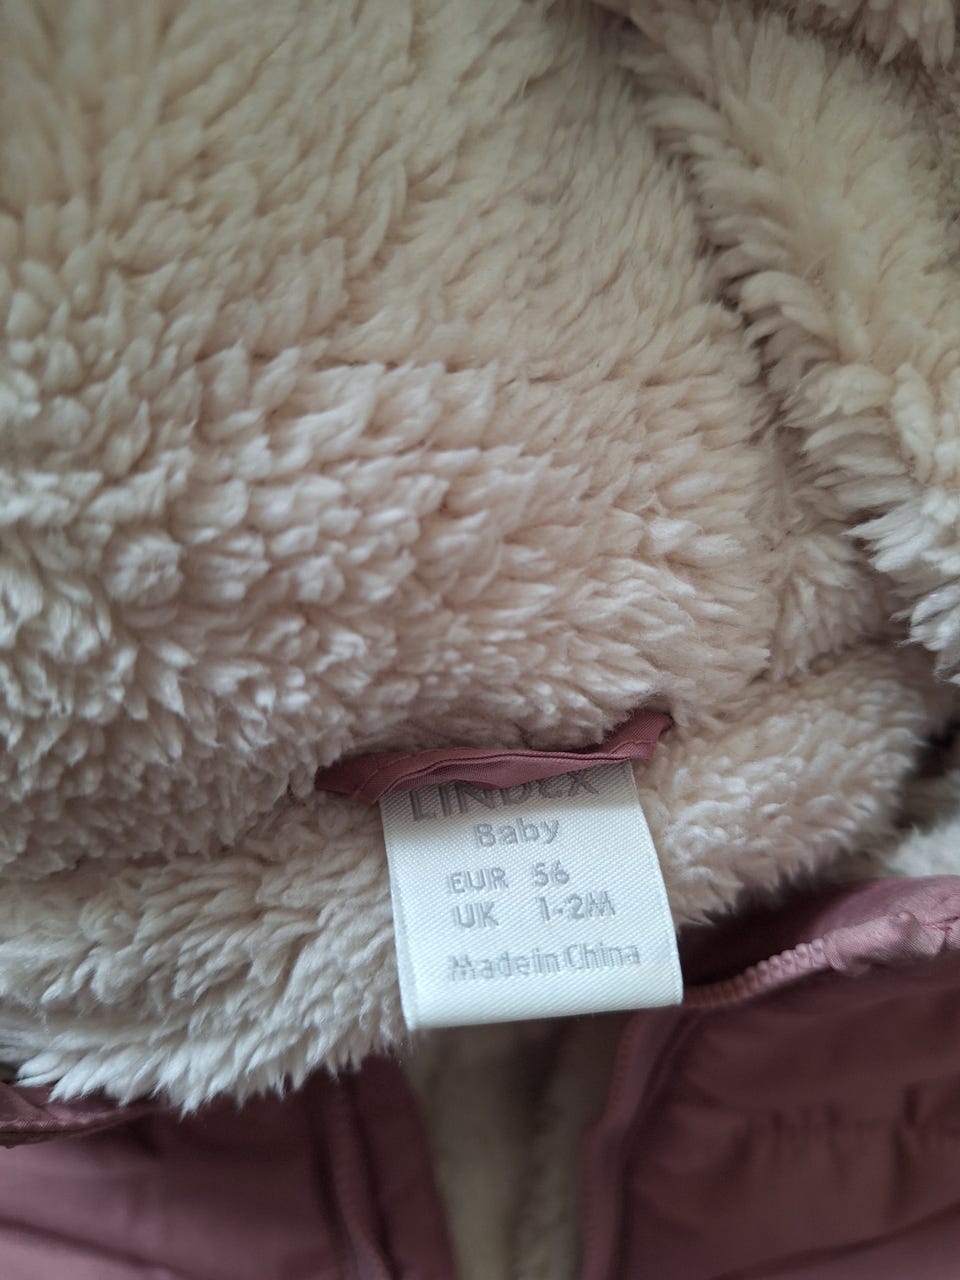 LINDEX
Baby
EUR 56
UK 1-2M
Made in China